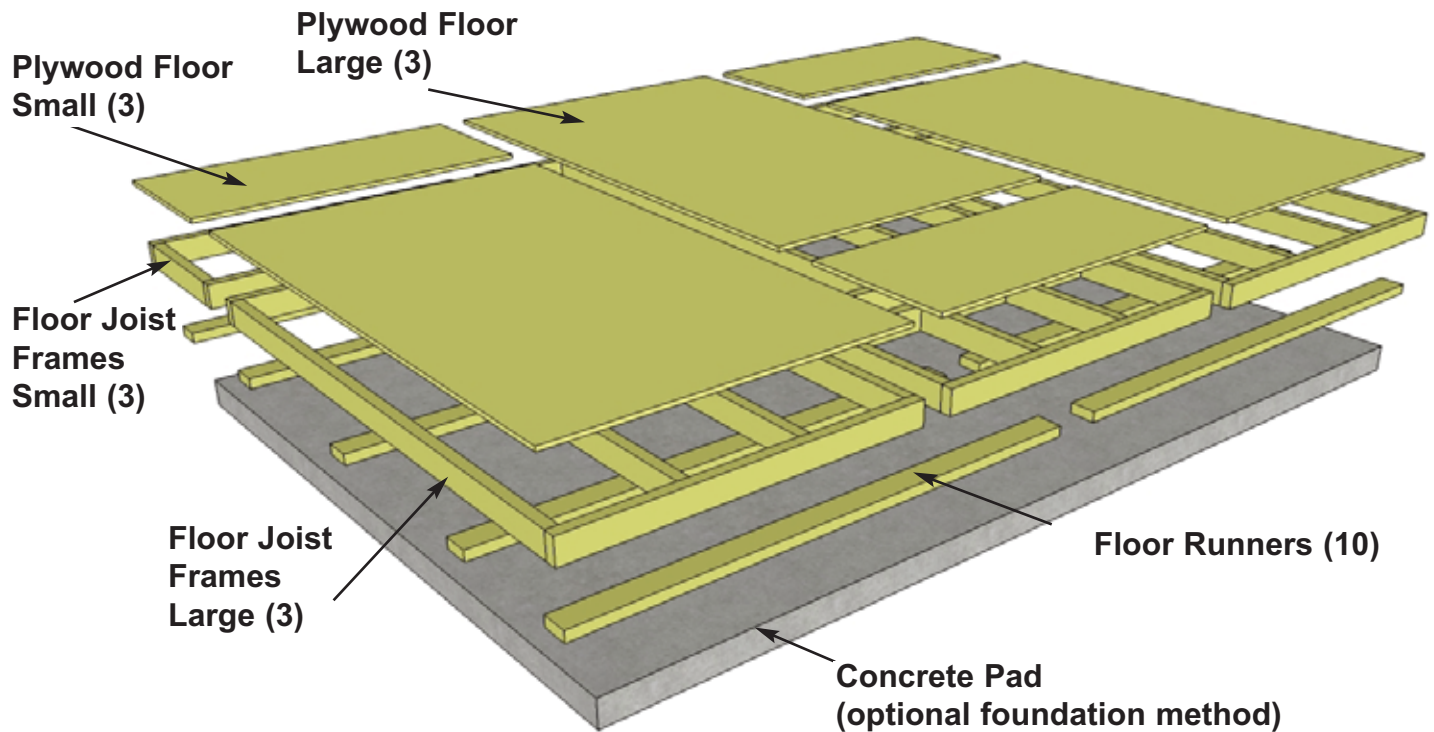 Plywood Floor
Large (3)
Plywood Floor
Small (3)
Floor Joist
Frames
Small (3)
Floor Joist
Frames
Large (3)
Floor Runners (10)
Concrete Pad
(optional foundation method)